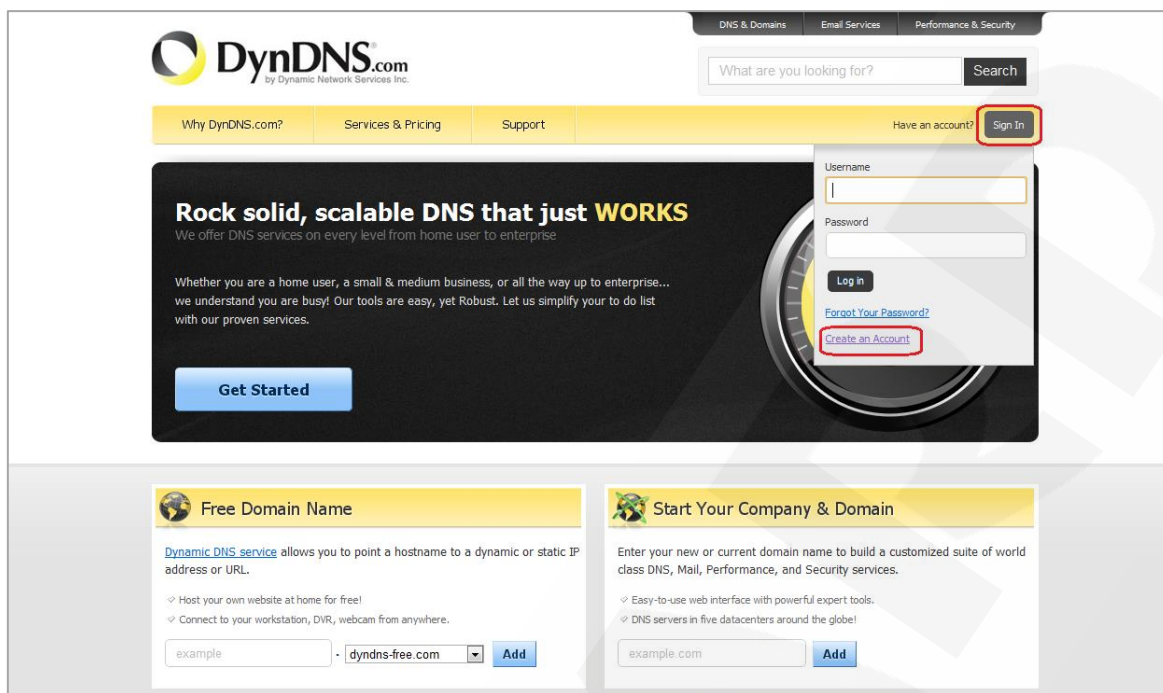 DNS & Domains Email Services Performance & Security
DynDNS.com
by Dynamic Network Services Inc.
What are you looking for? Search
Why DynDNS.com? Services & Pricing Support Have an account? Sign In
Username
Password
Log in
Forgot Your Password?
Create an Account
Rock solid, scalable DNS that just WORKS
We offer DNS services on every level from home user to enterprise
Whether you are a home user, a small & medium business, or all the way up to enterprise...
we understand you are busy! Our tools are easy, yet Robust. Let us simplify your to do list
with our proven services.
Get Started
Free Domain Name
Dynamic DNS service allows you to point a hostname to a dynamic or static IP
address or URL.
Host your own website at home for free!
Connect to your workstation, DVR, webcam from anywhere.
example . dyndns-free.com Add
Start Your Company & Domain
Enter your new or current domain name to build a customized suite of world
class DNS, Mail, Performance, and Security services.
Easy-to-use web interface with powerful expert tools.
DNS servers in five datacenters around the globe!
example.com Add